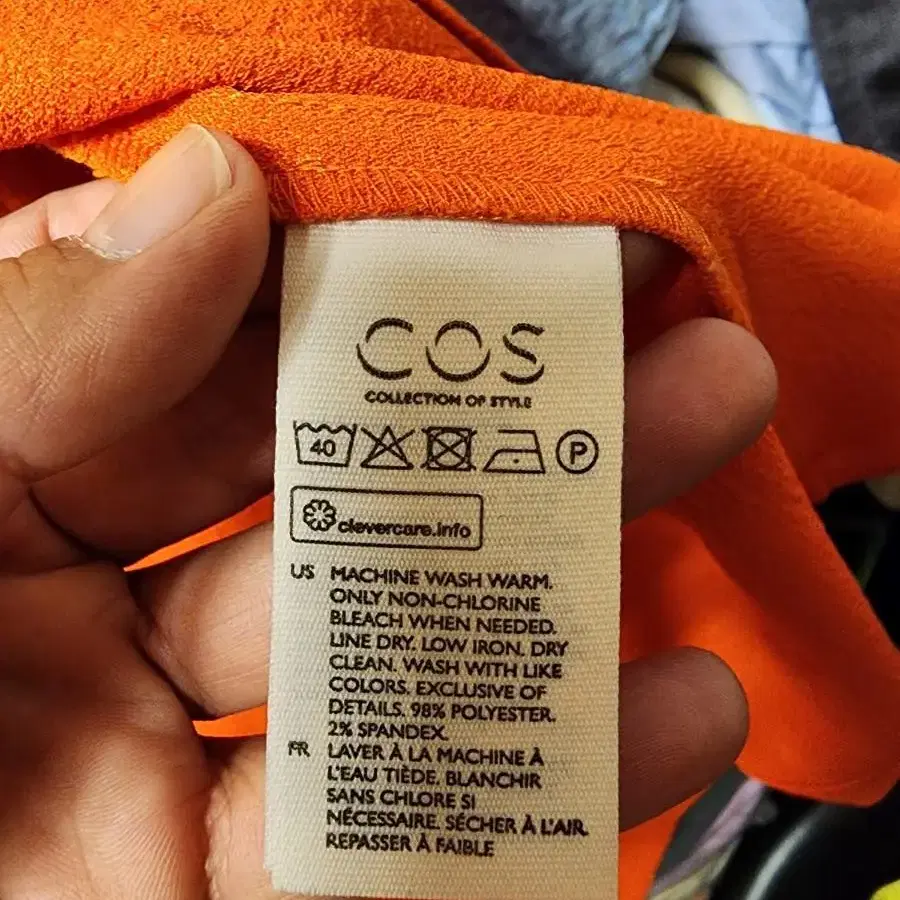 COS
COLLECTION OF STYLE
40
P
clevercare.info
US MACHINE WASH WARM.
ONLY NON-CHLORINE
BLEACH WHEN NEEDED.
LINE DRY. LOW IRON. DRY
CLEAN. WASH WITH LIKE
COLORS. EXCLUSIVE OF
DETAILS. 98% POLYESTER.
2% SPANDEX.
FR LAVER À LA MACHINE À
L'EAU TIÈDE. BLANCHIR
SANS CHLORE SI
NÉCESSAIRE. SÉCHER À L'AIR.
REPASSER À FAIBLE